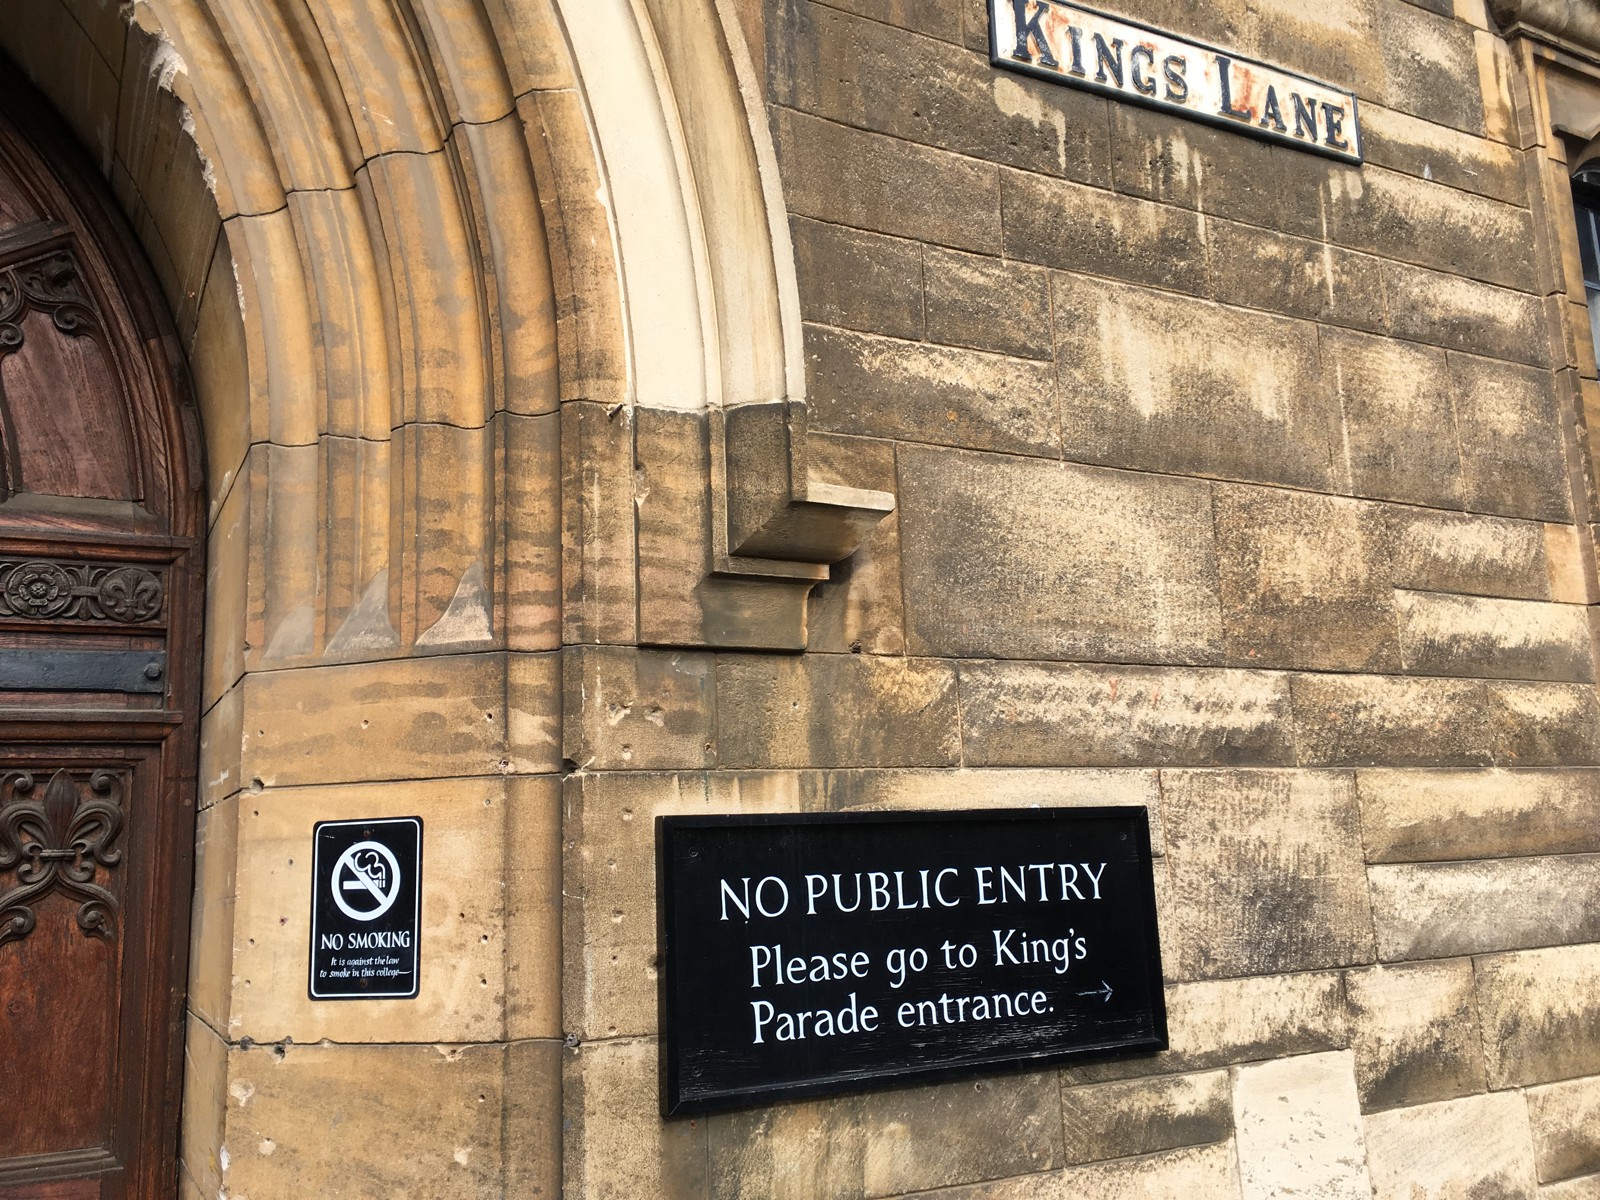 KINGS LANE
NO SMOKING
It is against the law
to smoke in this college
NO PUBLIC ENTRY
Please go to King's
Parade entrance.